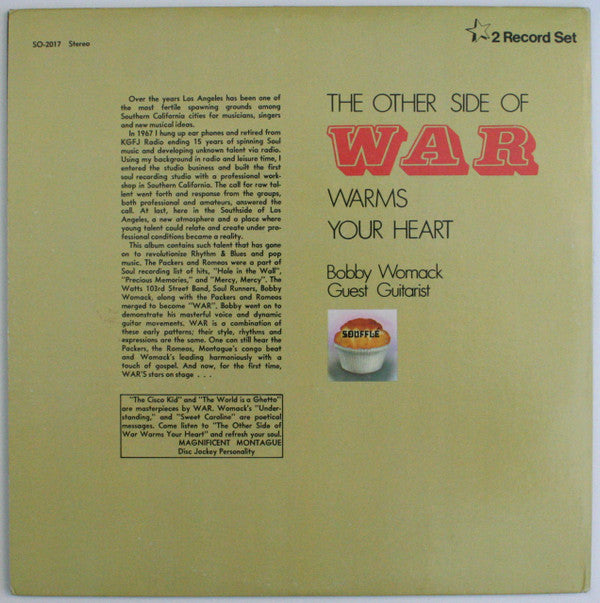 SO-2017 Stereo
2 Record Set
Over the years Los Angeles has been one of
the most fertile spawning grounds among
Southern California cities for musicians, singers
and new musical ideas.
In 1967 I hung up ear phones and retired from
KGFJ Radio ending 15 years of spinning Soul
music and developing unknown talent via radio.
Using my background in radio and leisure time, I
entered the studio business and built the first
soul recording studio with a professional work-
shop in Southern California. The call for raw tal-
lent went forth and response from the groups,
both professional and amateurs, answered the
call. At last, here in the Southside of Los
Angeles, a new atmosphere and a place where
young talent could relate and create under pro-
fessional conditions became a reality.
This album contains such talent that has gone
on to revolutionize Rhythm & Blues and pop
music. The Packers and Romeos were a part of
Soul recording list of hits, "Hole in the Wall",
"Precious Memories," and "Mercy, Mercy". The
Watts 103rd Street Band, Soul Runners, Bobby
Womack, along with the Packers and Romeos
merged to become "WAR", Bobby went on to
demonstrate his masterful voice and dynamic
guitar movements. WAR is a combination of
these early patterns; their style, rhythms and
expressions are the same. One can still hear the
Packers, the Romeos, Montague's congo beat
and Womack's leading harmoniously with a
touch of gospel. And now, for the first time,
WAR'S stars on stage . . .
"The Cisco Kid" and "The World is a Ghetto"
are masterpieces by WAR. Womack's "Under-
standing," and "Sweet Caroline" are poetical
messages. Come listen to "The Other Side of
War Warms Your Heart" and refresh your soul.
MAGNIFICENT MONTAGUE
Disc Jockey Personality
THE OTHER SIDE OF
WAR
WARMS
YOUR HEART
Bobby Womack
Guest Guitarist
SOUFFLE